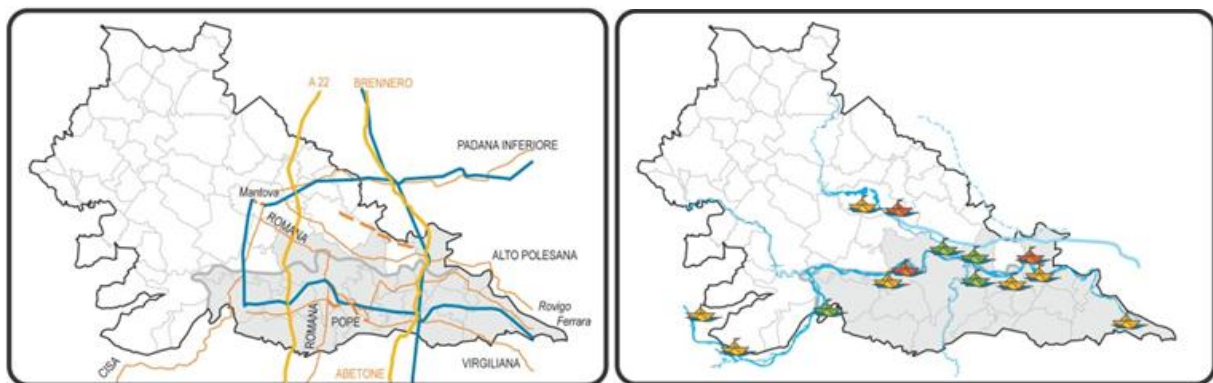 A 22
BRENNERO
PADANA INFERIORE
Mantova
ROMANA
ALTO POLESANA
Rovigo
Ferrara
ROMANA
POPE
VIRGILIANA
CISA
ABETONE